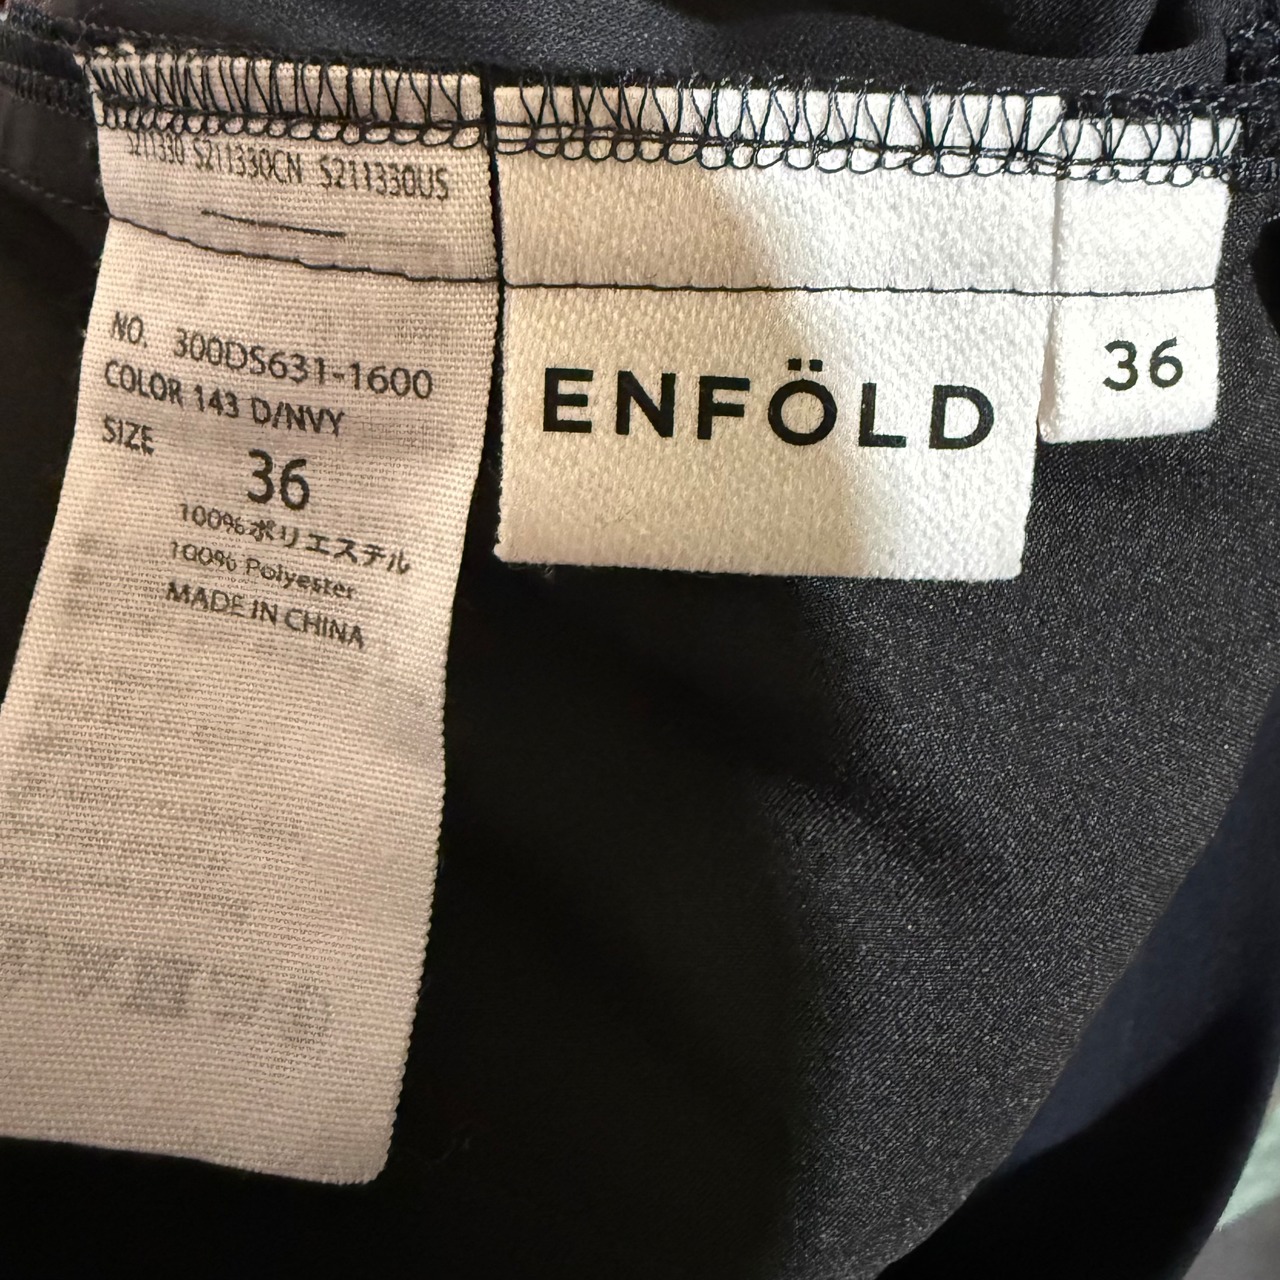 S211330 S211330CN S211330US
NO. 300DS631-1600
COLOR 143 D/NVY
SIZE
36
100%ポリエステル
100% Polyester
MADE IN CHINA
ENFÖLD
36